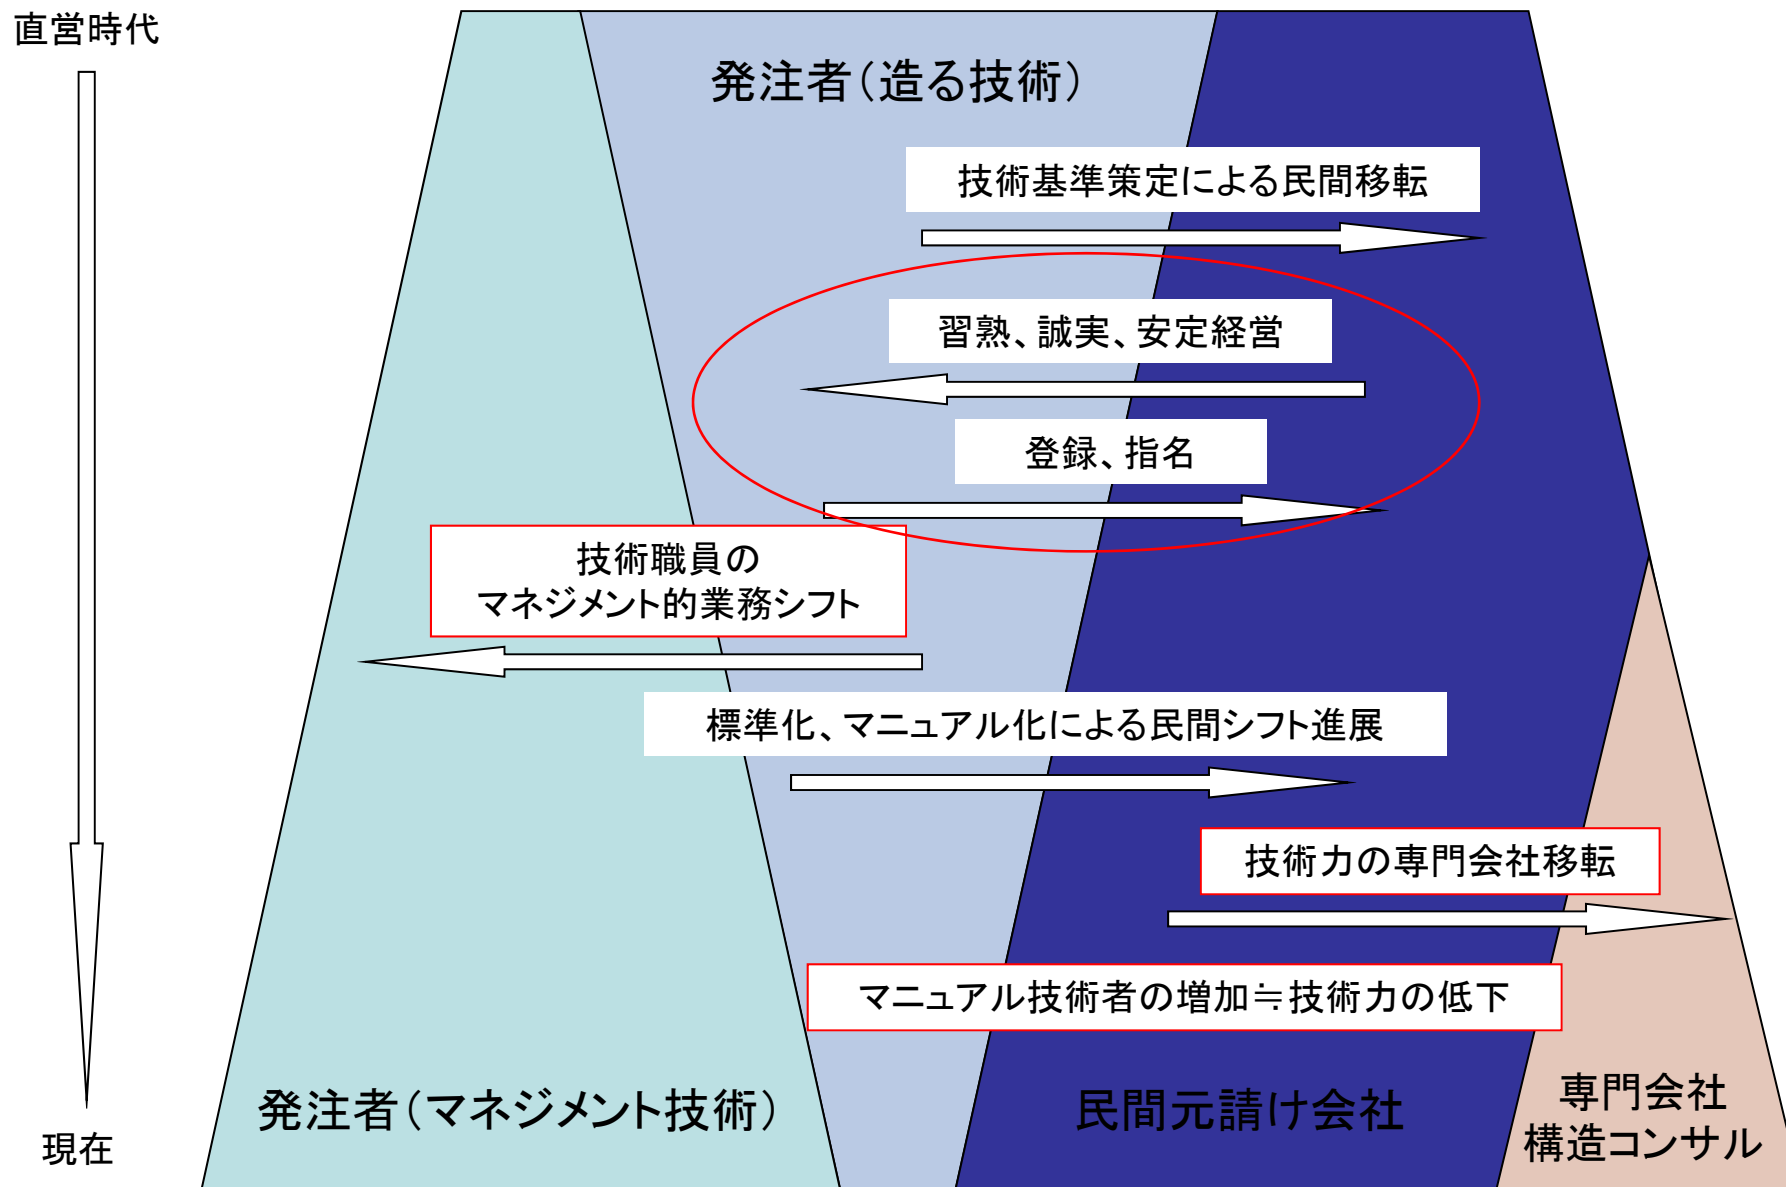 直営時代
発注者（造る技術）
技術基準策定による民間移転
習熟、誠実、安定経営
登録、指名
技術職員の
マネジメント的業務シフト
標準化、マニュアル化による民間シフト進展
技術力の専門会社移転
マニュアル技術者の増加≒技術力の低下
発注者（マネジメント技術）
民間元請け会社
専門会社
構造コンサル
現在